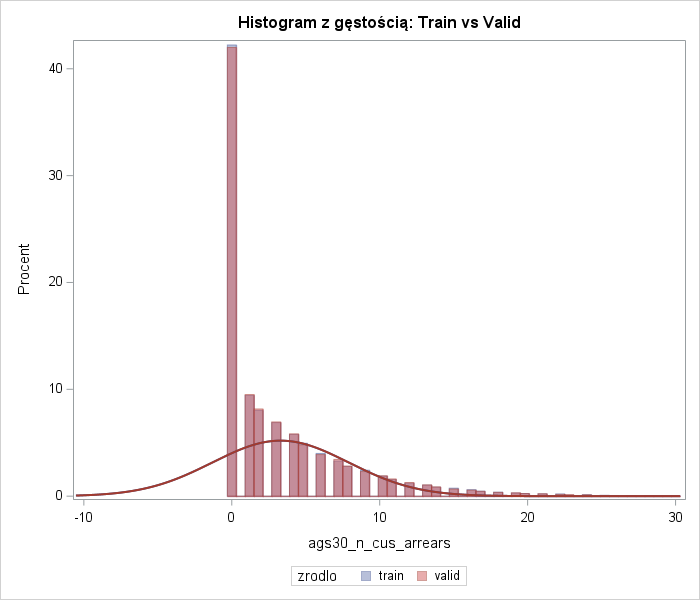 Histogram z gęstością: Train vs Valid
Procent
40
30
20
10
0
-10 0 10 20 30
ags30_n_cus_arrears
zrodlo train valid